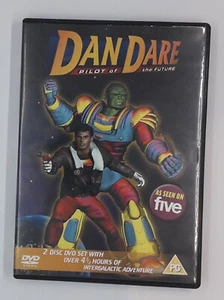 DAN DARE
PILOT of the FUTURE
AS SEEN ON
five
2 DISC DVD SET WITH
OVER 4½ HOURS OF
INTERGALACTIC ADVENTURE
DVD
PG